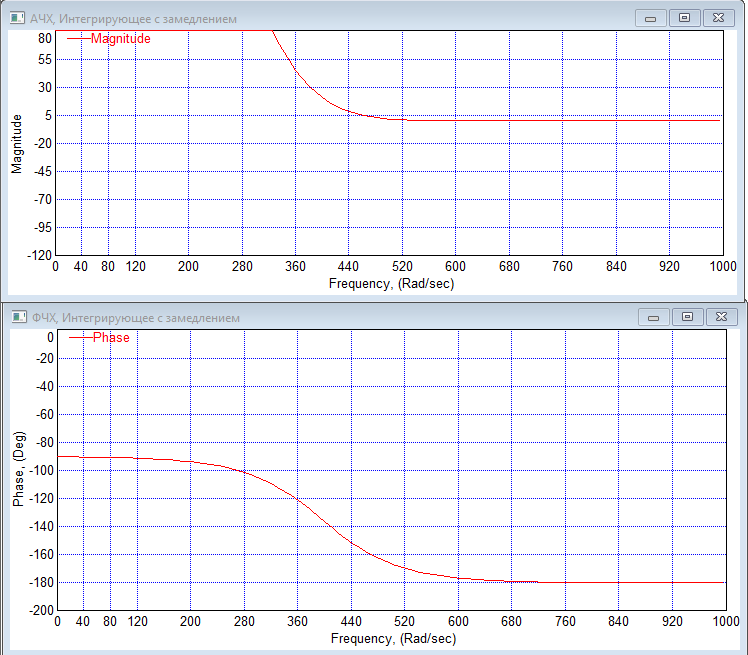 АЧХ, Интегрирующее с замедлением
80
Magnitude
55
30
5
-20
-45
-70
-95
-120
Magnitude
0 40 80 120 200 280 360 440 520 600 680 760 840 920 1000
Frequency, (Rad/sec)
ФЧХ, Интегрирующее с замедлением
0
Phase
-20
-40
-60
-80
-100
-120
-140
-160
-180
-200
Phase, (Deg)
0 40 80 120 200 280 360 440 520 600 680 760 840 920 1000
Frequency, (Rad/sec)